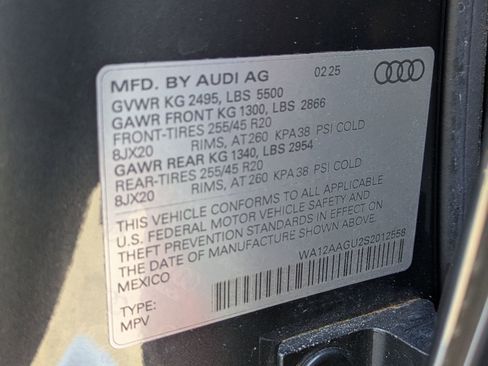 MFD. BY AUDI AG 02 25
GVWR KG 2495, LBS 5500
GAWR FRONT KG 1300, LBS 2866
FRONT-TIRES 255/45 R20
8JX20 RIMS, AT 260 KPA 38 PSI COLD
GAWR REAR KG 1340, LBS 2954
REAR-TIRES 255/45 R20
8JX20 RIMS, AT 260 KPA 38 PSI COLD
THIS VEHICLE CONFORMS TO ALL APPLICABLE
U.S. FEDERAL MOTOR VEHICLE SAFETY AND
THEFT PREVENTION STANDARDS IN EFFECT ON
THE DATE OF MANUFACTURE SHOWN ABOVE.
MEXICO
WA12AAGU2S2012558
TYPE:
MPV